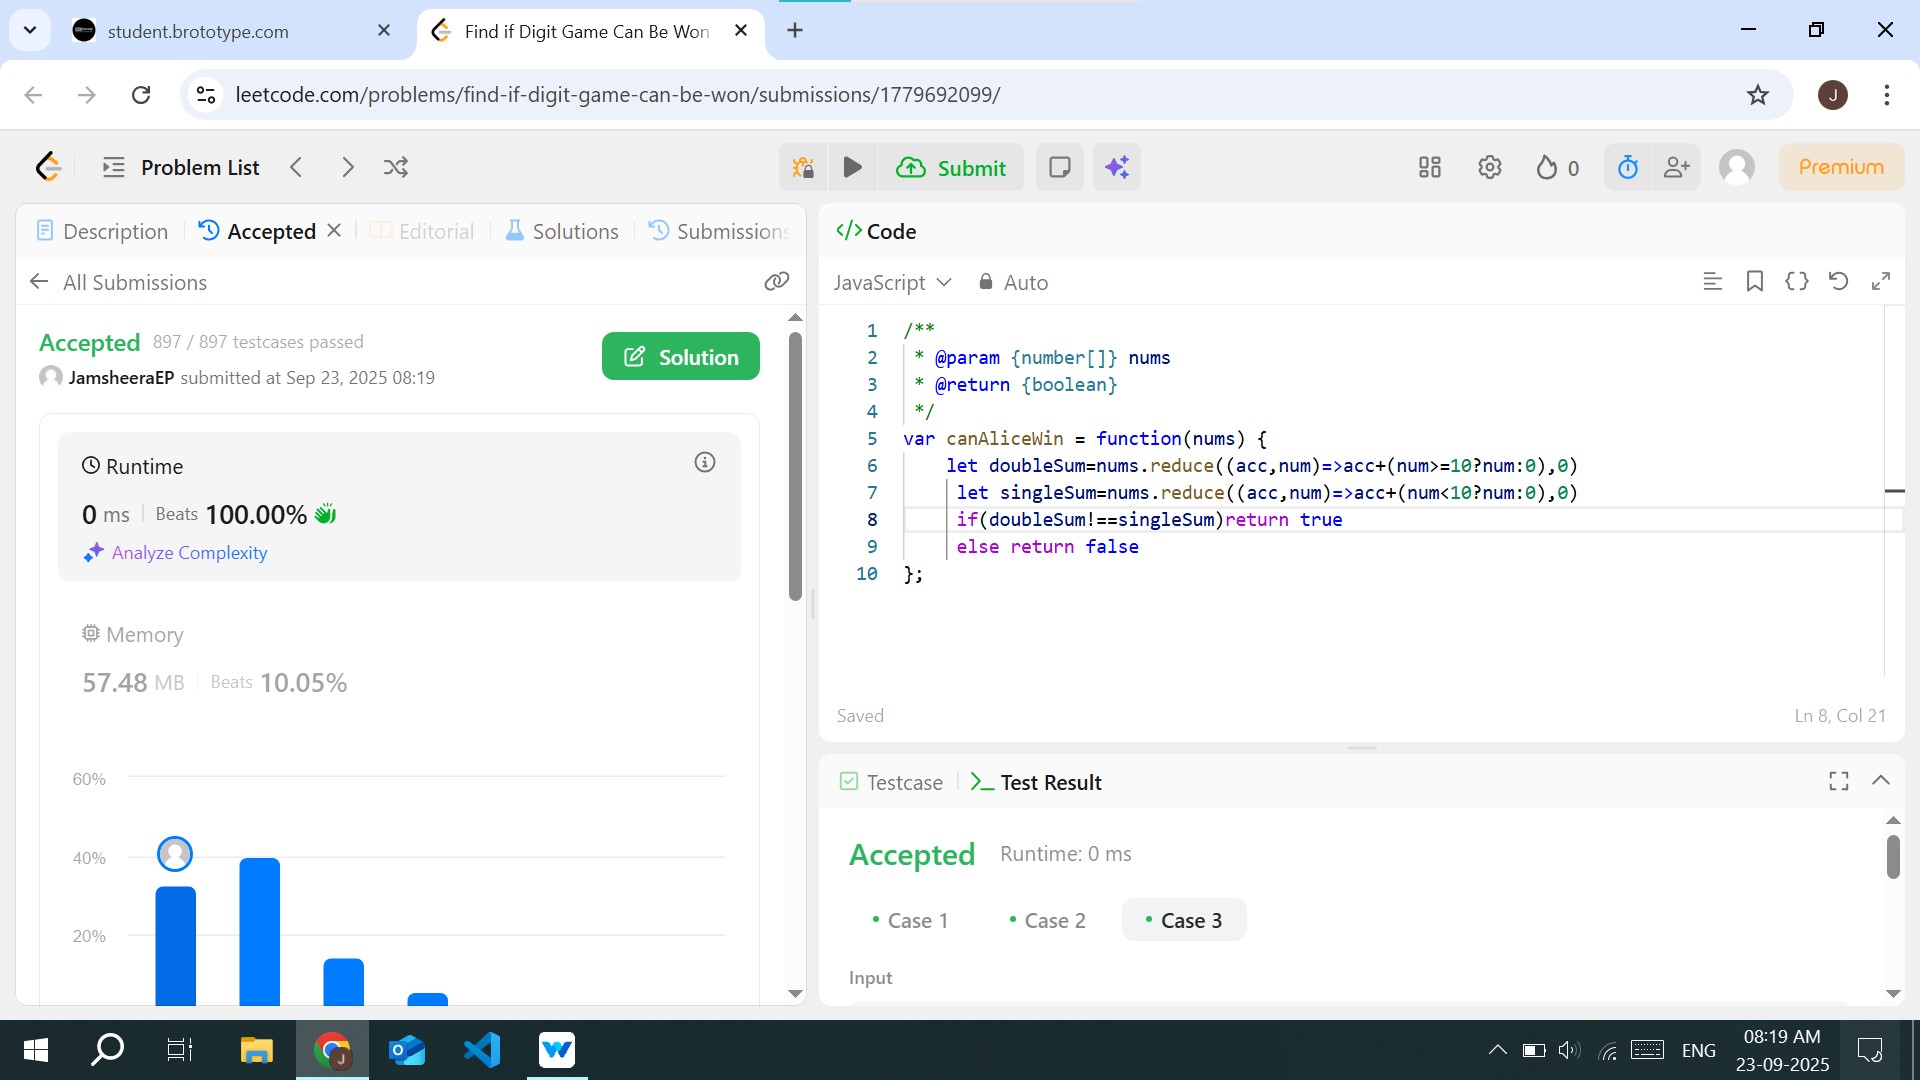 student.brototype.com
Find if Digit Game Can Be Won
leetcode.com/problems/find-if-digit-game-can-be-won/submissions/1779692099/
J
Problem List
Submit
0
Premium
Description
Accepted
Editorial
Solutions
Submissions
All Submissions
Accepted 897 / 897 testcases passed
JamsheeraEP submitted at Sep 23, 2025 08:19
Solution
Runtime
0 ms Beats 100.00%
Analyze Complexity
Memory
57.48 MB Beats 10.05%
60%
40%
20%
</> Code
JavaScript
Auto
1 /**
2 * @param {number[]} nums
3 * @return {boolean}
4 */
5 var canAliceWin = function(nums) {
6 let doubleSum=nums.reduce((acc,num)=>acc+(num>=10?num:0),0)
7 let singleSum=nums.reduce((acc,num)=>acc+(num<10?num:0),0)
8 if(doubleSum!==singleSum)return true
9 else return false
10 };
Saved
Ln 8, Col 21
Testcase
Test Result
Accepted Runtime: 0 ms
Case 1
Case 2
Case 3
Input
J
ENG
08:19 AM
23-09-2025